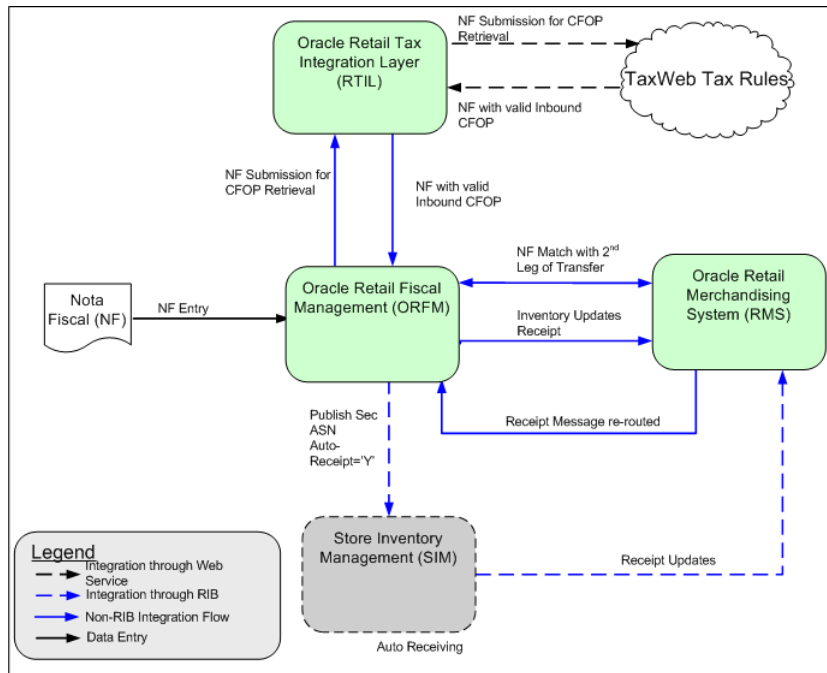 Oracle Retail Tax
Integration Layer
(RTIL)
NF Submission for CFOP
Retrieval
TaxWeb Tax Rules
NF with valid Inbound
CFOP
NF Submission for
CFOP Retrieval
NF with valid
Inbound CFOP
Nota
Fiscal (NF)
NF Entry
Oracle Retail Fiscal
Management (ORFM)
NF Match with 2nd
Leg of Transfer
Inventory Updates
Receipt
Oracle Retail
Merchandising
System (RMS)
Receipt Message re-routed
Publish Sec
ASN
Auto-
Receipt='Y'
Store Inventory
Management (SIM)
Receipt Updates
Auto Receiving
Legend
Integration through Web
Service
Integration through RIB
Non-RIB Integration Flow
Data Entry